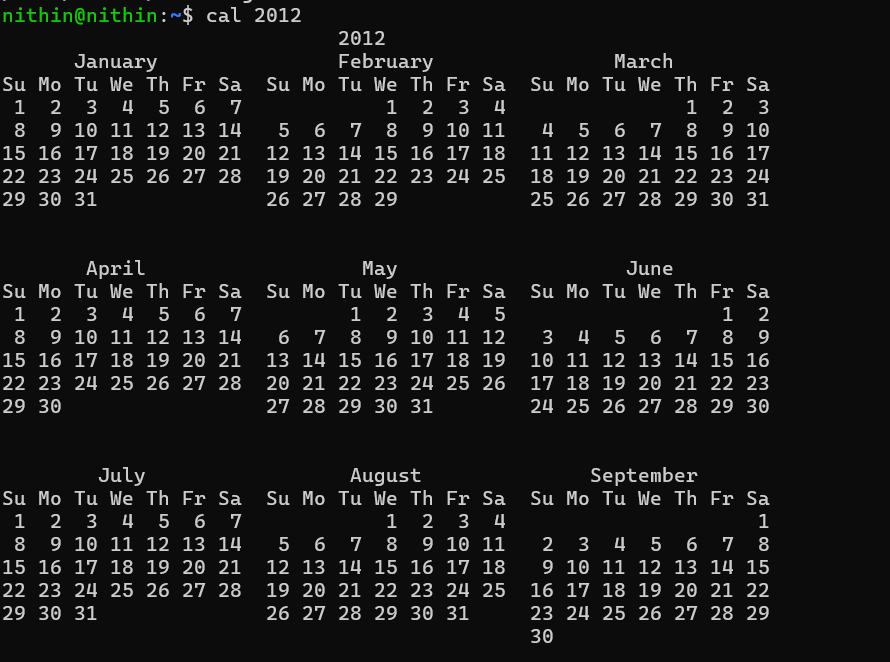 nithin@nithin:~$ cal 2012
                            2012
      January               February               March
Su Mo Tu We Th Fr Sa  Su Mo Tu We Th Fr Sa  Su Mo Tu We Th Fr Sa
 1  2  3  4  5  6  7            1  2  3  4               1  2  3
 8  9 10 11 12 13 14   5  6  7  8  9 10 11   4  5  6  7  8  9 10
15 16 17 18 19 20 21  12 13 14 15 16 17 18  11 12 13 14 15 16 17
22 23 24 25 26 27 28  19 20 21 22 23 24 25  18 19 20 21 22 23 24
29 30 31              26 27 28 29           25 26 27 28 29 30 31

       April                  May                   June
Su Mo Tu We Th Fr Sa  Su Mo Tu We Th Fr Sa  Su Mo Tu We Th Fr Sa
 1  2  3  4  5  6  7         1  2  3  4  5                  1  2
 8  9 10 11 12 13 14   6  7  8  9 10 11 12   3  4  5  6  7  8  9
15 16 17 18 19 20 21  13 14 15 16 17 18 19  10 11 12 13 14 15 16
22 23 24 25 26 27 28  20 21 22 23 24 25 26  17 18 19 20 21 22 23
29 30                 27 28 29 30 31        24 25 26 27 28 29 30

        July                 August              September
Su Mo Tu We Th Fr Sa  Su Mo Tu We Th Fr Sa  Su Mo Tu We Th Fr Sa
 1  2  3  4  5  6  7            1  2  3  4                     1
 8  9 10 11 12 13 14   5  6  7  8  9 10 11   2  3  4  5  6  7  8
15 16 17 18 19 20 21  12 13 14 15 16 17 18   9 10 11 12 13 14 15
22 23 24 25 26 27 28  19 20 21 22 23 24 25  16 17 18 19 20 21 22
29 30 31              26 27 28 29 30 31     23 24 25 26 27 28 29
                                            30